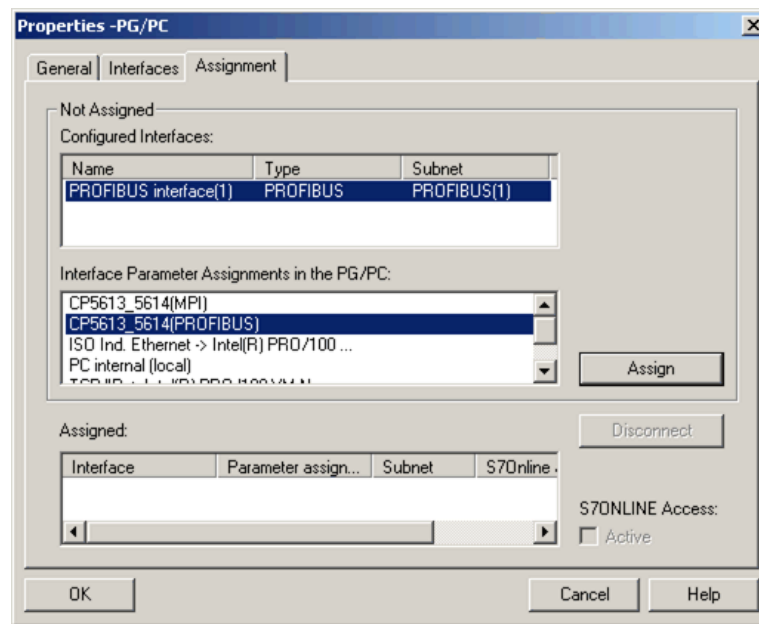 Properties -PG/PC
General Interfaces Assignment
Not Assigned
Configured Interfaces:
Name Type Subnet
PROFIBUS interface(1) PROFIBUS PROFIBUS(1)
Interface Parameter Assignments in the PG/PC:
CP5613_5614(MPI)
CP5613_5614(PROFIBUS)
ISO Ind. Ethernet -> Intel(R) PRO/100 ...
PC internal (local)
Assign
Assigned:
Disconnect
Interface Parameter assign... Subnet S7Online
S7ONLINE Access:
Active
OK Cancel Help